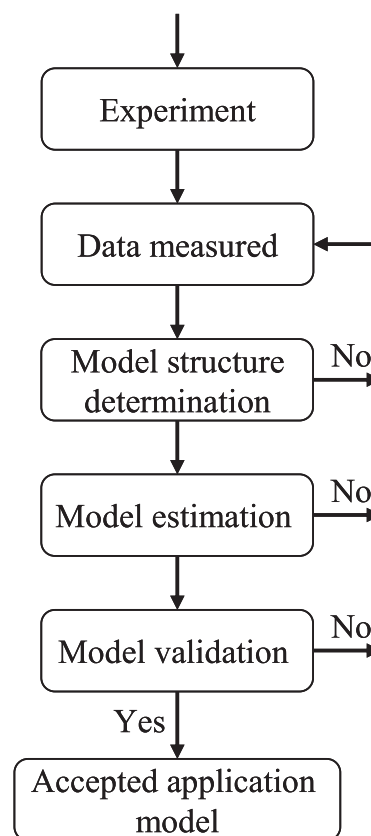 Experiment
Data measured
Model structure
No
determination
No
Model estimation
No
Model validation
Yes
Accepted application
model